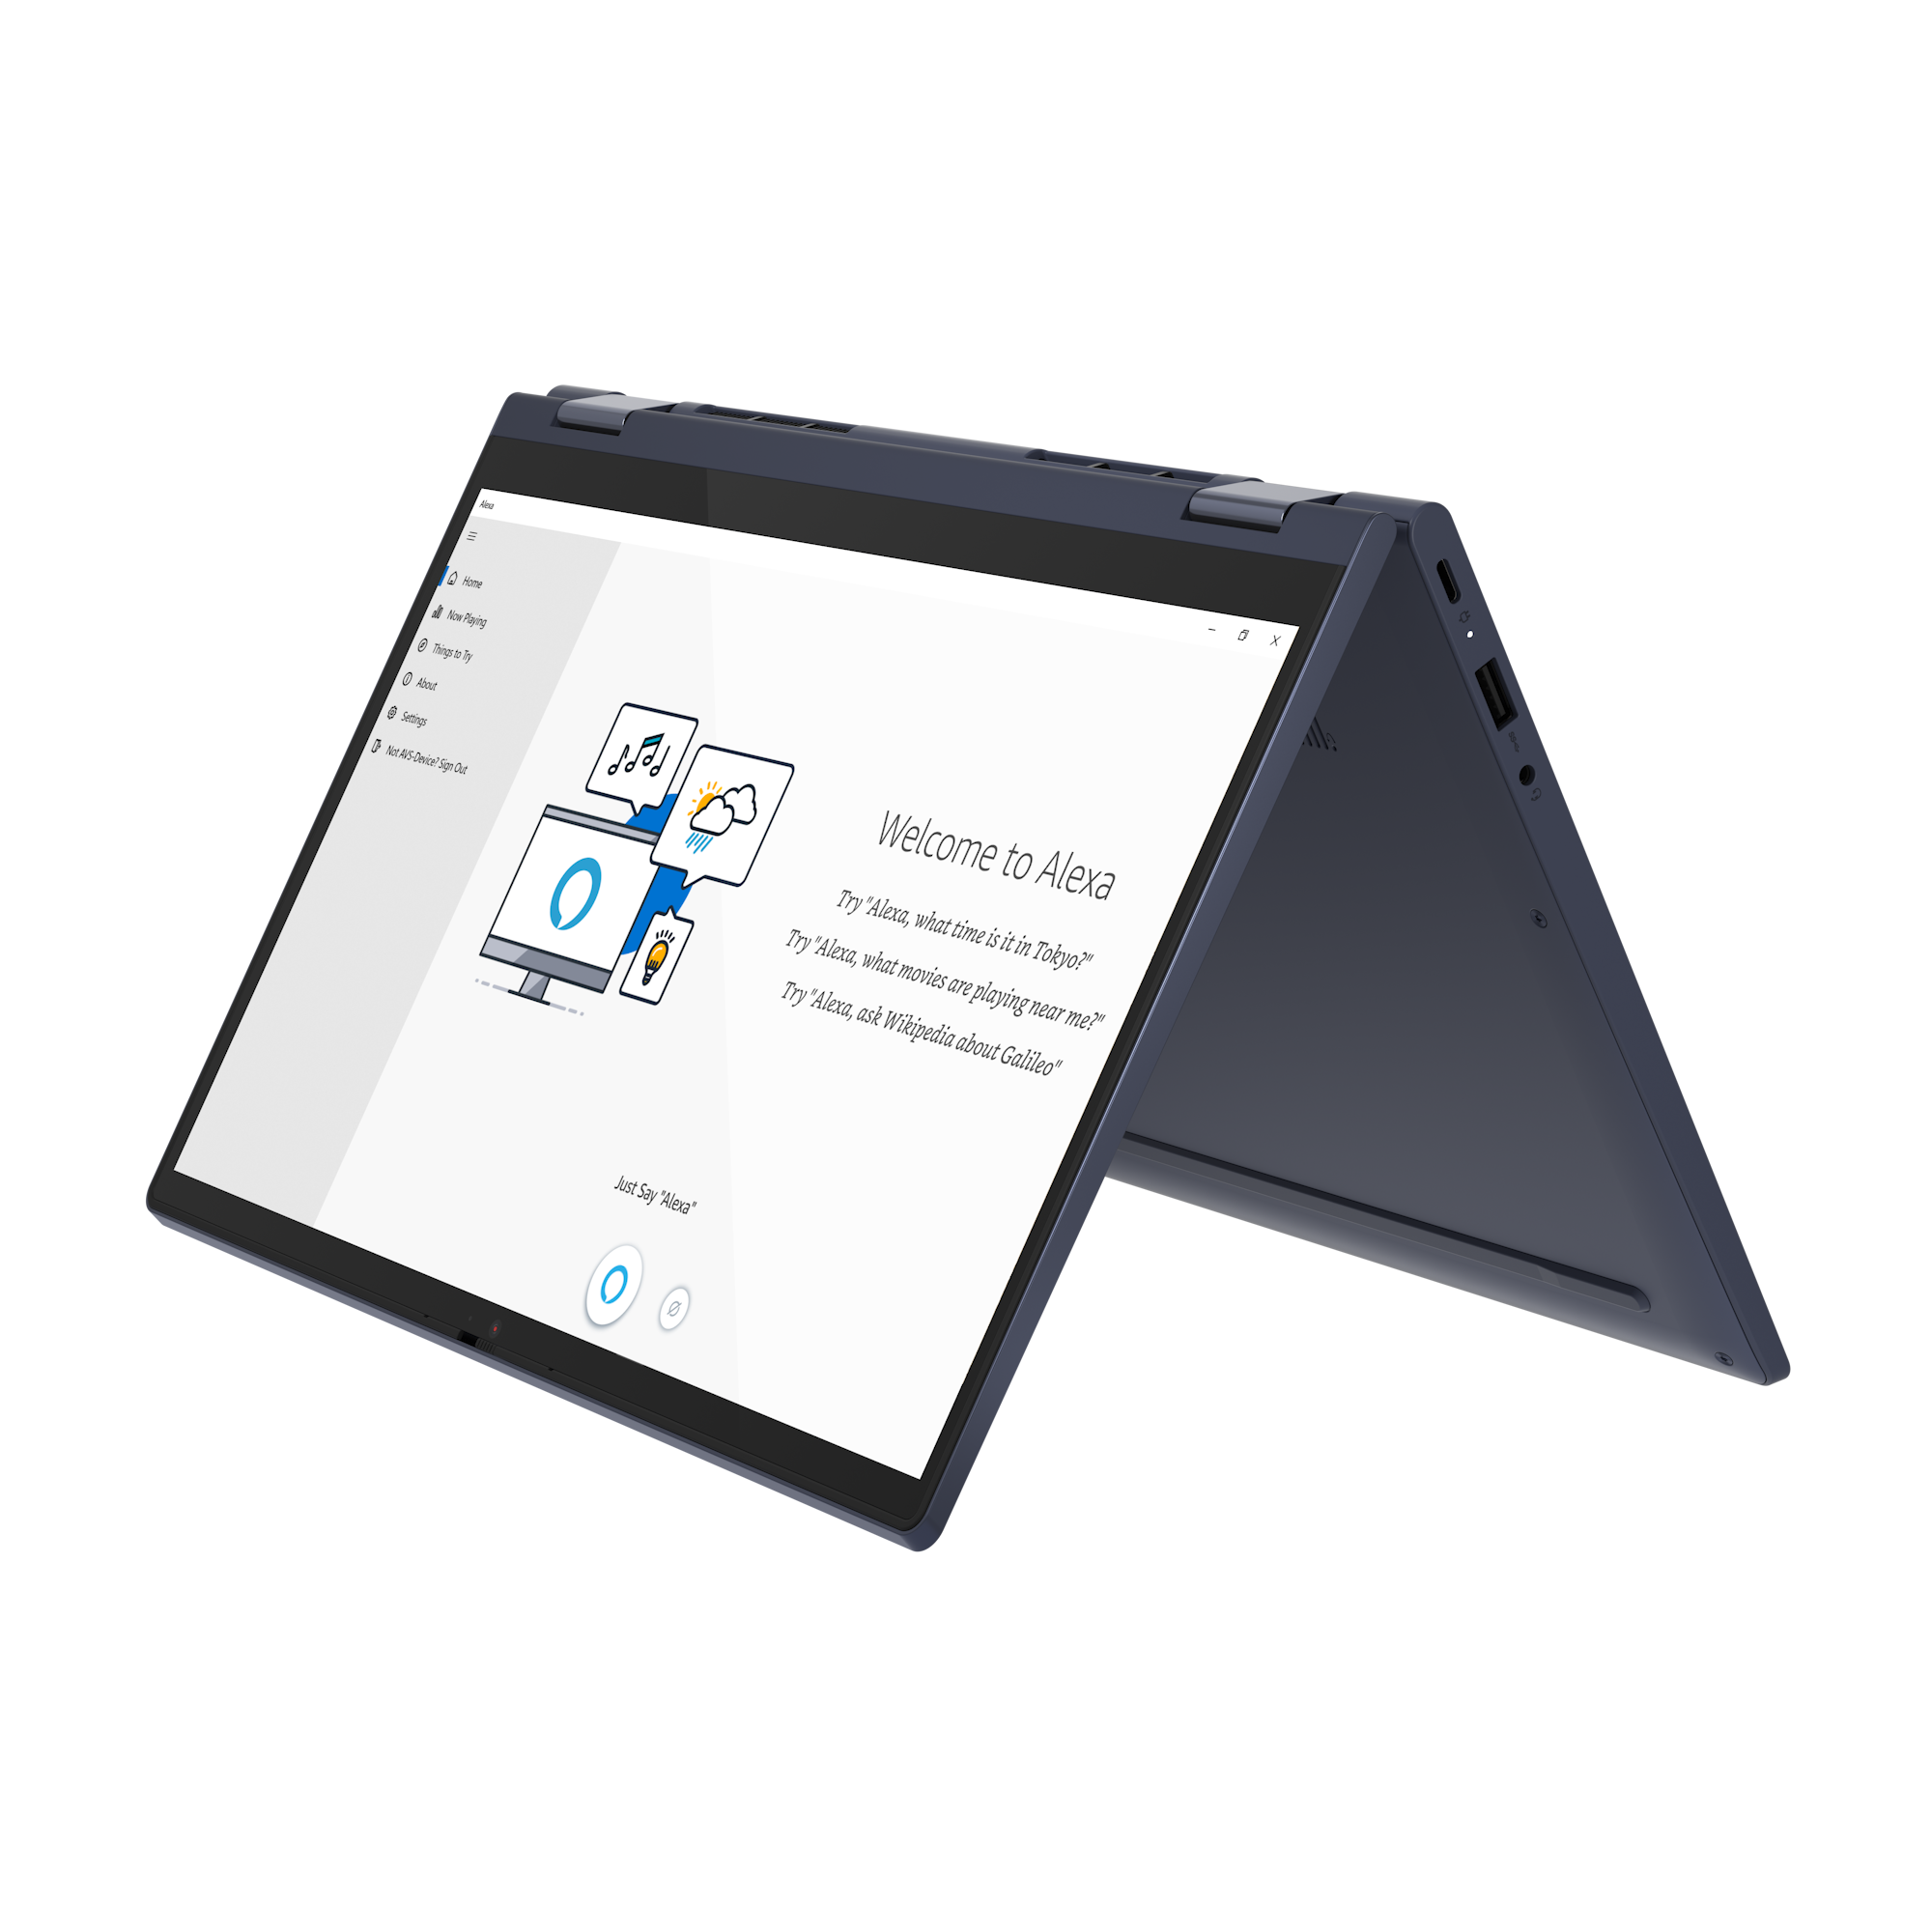 Alexa
Home
Now Playing
Things to Try
About
Settings
Not AVS-Device? Sign Out
Welcome to Alexa
Try "Alexa, what time is it in Tokyo?"
Try "Alexa, what movies are playing near me?"
Try "Alexa, ask Wikipedia about Galileo"
Just Say "Alexa"